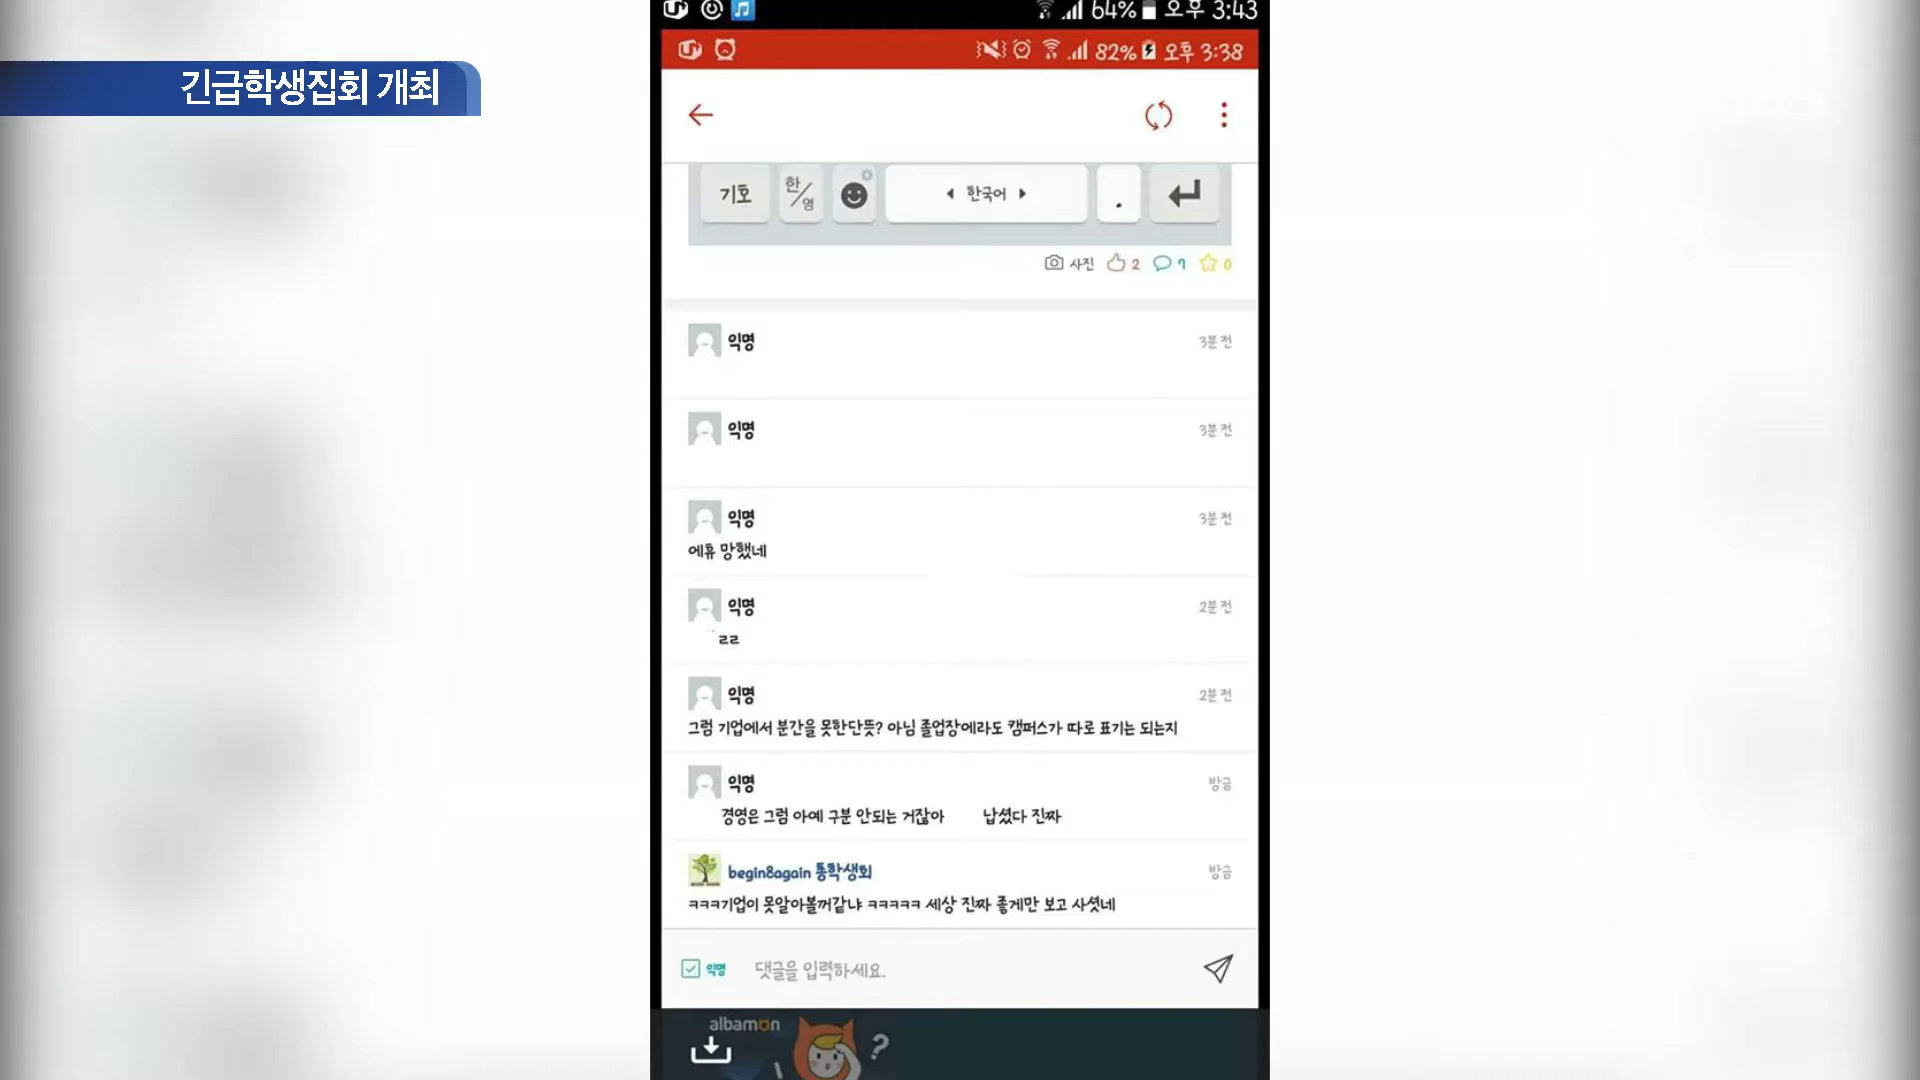 오후 3:43
64%
긴급학생집회 개최
82% 오후 3:38
기호 한/영 한국어 .
사진 2 7 0
익명 3분 전
익명 3분 전
익명 3분 전
에휴 망했네
익명 2분 전
ㄹㄹ
익명 2분 전
그럼 기업에서 분간을 못한단뜻? 아님 졸업장에라도 캠퍼스가 따로 표기는 되는지
익명 방금
경영은 그럼 아예 구분 안되는 거잖아 납셨다 진짜
begin8again 총학생회 방금
ㅋㅋㅋ기업이 못알아볼꺼같냐 ㅋㅋㅋㅋㅋ 세상 진짜 좋게만 보고 사셧네
익명 댓글을 입력하세요.
albamon
?